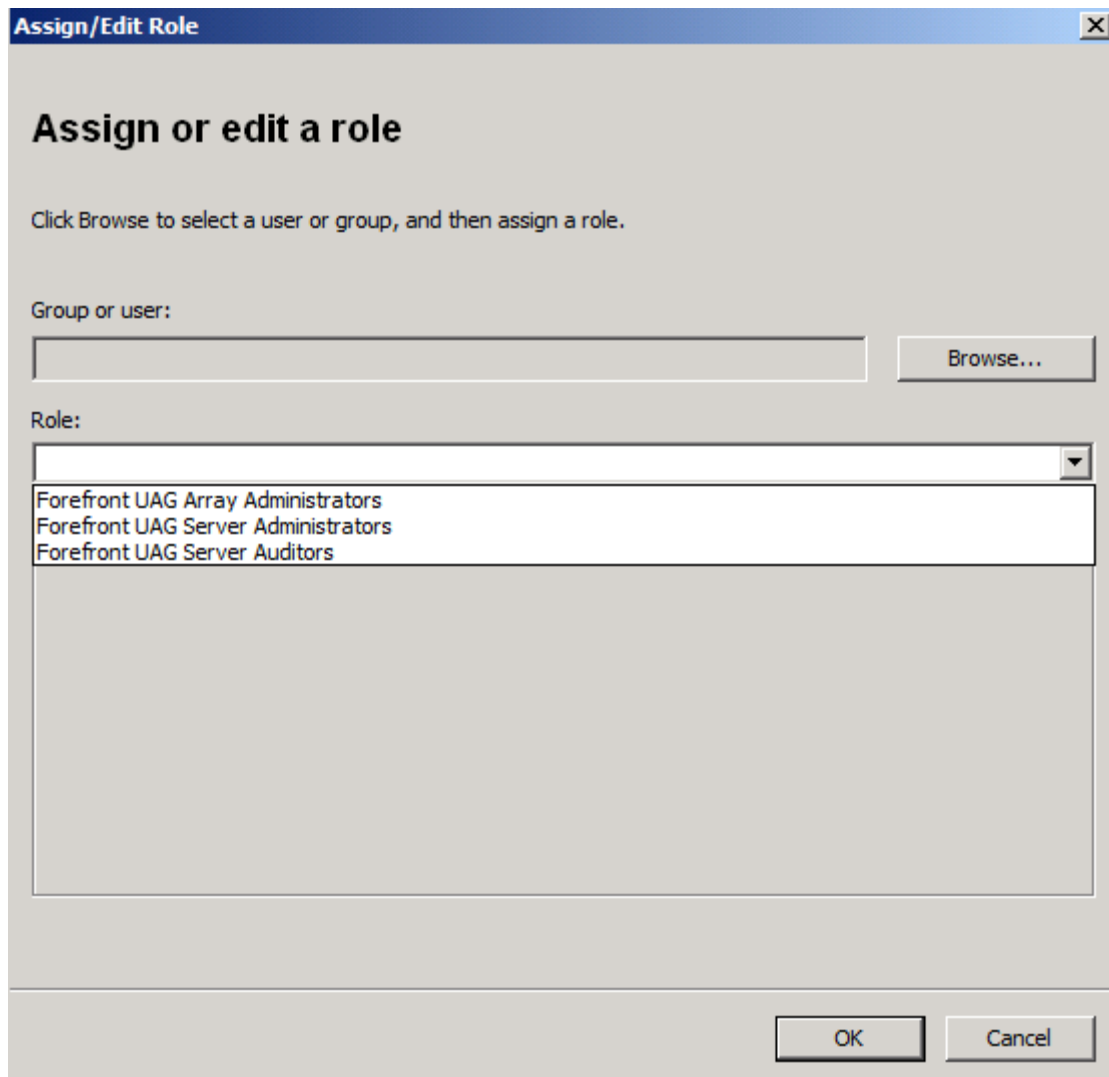 Assign/Edit Role
Assign or edit a role
Click Browse to select a user or group, and then assign a role.
Group or user:
Browse...
Role:
Forefront UAG Array Administrators
Forefront UAG Server Administrators
Forefront UAG Server Auditors
OK
Cancel